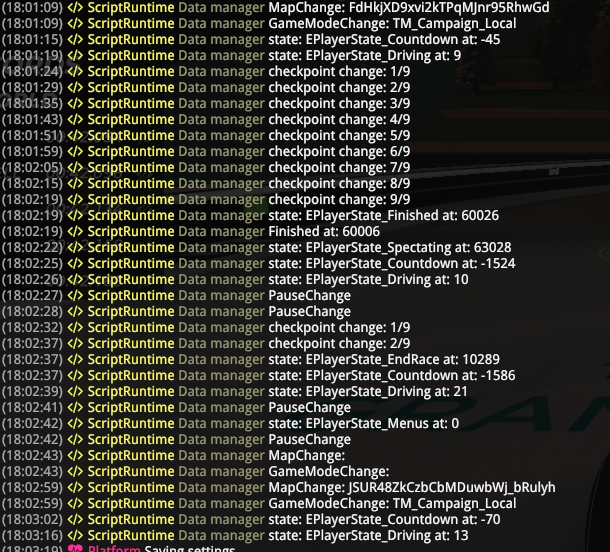 (18:01:09) </> ScriptRuntime Data manager MapChange: FdHkjXD9xvi2kTPqMJnr95RhwGd
(18:01:09) </> ScriptRuntime Data manager GameModeChange: TM_Campaign_Local
(18:01:15) </> ScriptRuntime Data manager state: EPlayerState_Countdown at: -45
(18:01:19) </> ScriptRuntime Data manager state: EPlayerState_Driving at: 9
(18:01:24) </> ScriptRuntime Data manager checkpoint change: 1/9
(18:01:29) </> ScriptRuntime Data manager checkpoint change: 2/9
(18:01:35) </> ScriptRuntime Data manager checkpoint change: 3/9
(18:01:43) </> ScriptRuntime Data manager checkpoint change: 4/9
(18:01:51) </> ScriptRuntime Data manager checkpoint change: 5/9
(18:01:59) </> ScriptRuntime Data manager checkpoint change: 6/9
(18:02:05) </> ScriptRuntime Data manager checkpoint change: 7/9
(18:02:15) </> ScriptRuntime Data manager checkpoint change: 8/9
(18:02:19) </> ScriptRuntime Data manager checkpoint change: 9/9
(18:02:19) </> ScriptRuntime Data manager state: EPlayerState_Finished at: 60026
(18:02:19) </> ScriptRuntime Data manager Finished at: 60006
(18:02:22) </> ScriptRuntime Data manager state: EPlayerState_Spectating at: 63028
(18:02:25) </> ScriptRuntime Data manager state: EPlayerState_Countdown at: -1524
(18:02:26) </> ScriptRuntime Data manager state: EPlayerState_Driving at: 10
(18:02:27) </> ScriptRuntime Data manager PauseChange
(18:02:28) </> ScriptRuntime Data manager PauseChange
(18:02:32) </> ScriptRuntime Data manager checkpoint change: 1/9
(18:02:37) </> ScriptRuntime Data manager checkpoint change: 2/9
(18:02:37) </> ScriptRuntime Data manager state: EPlayerState_EndRace at: 10289
(18:02:37) </> ScriptRuntime Data manager state: EPlayerState_Countdown at: -1586
(18:02:39) </> ScriptRuntime Data manager state: EPlayerState_Driving at: 21
(18:02:41) </> ScriptRuntime Data manager PauseChange
(18:02:42) </> ScriptRuntime Data manager state: EPlayerState_Menus at: 0
(18:02:42) </> ScriptRuntime Data manager PauseChange
(18:02:43) </> ScriptRuntime Data manager MapChange:
(18:02:43) </> ScriptRuntime Data manager GameModeChange:
(18:02:59) </> ScriptRuntime Data manager MapChange: JSUR48ZkCzbCbMDuwbWj_bRulyh
(18:02:59) </> ScriptRuntime Data manager GameModeChange: TM_Campaign_Local
(18:03:02) </> ScriptRuntime Data manager state: EPlayerState_Countdown at: -70
(18:03:16) </> ScriptRuntime Data manager state: EPlayerState_Driving at: 13
(18:03:19) Platform Saving settings